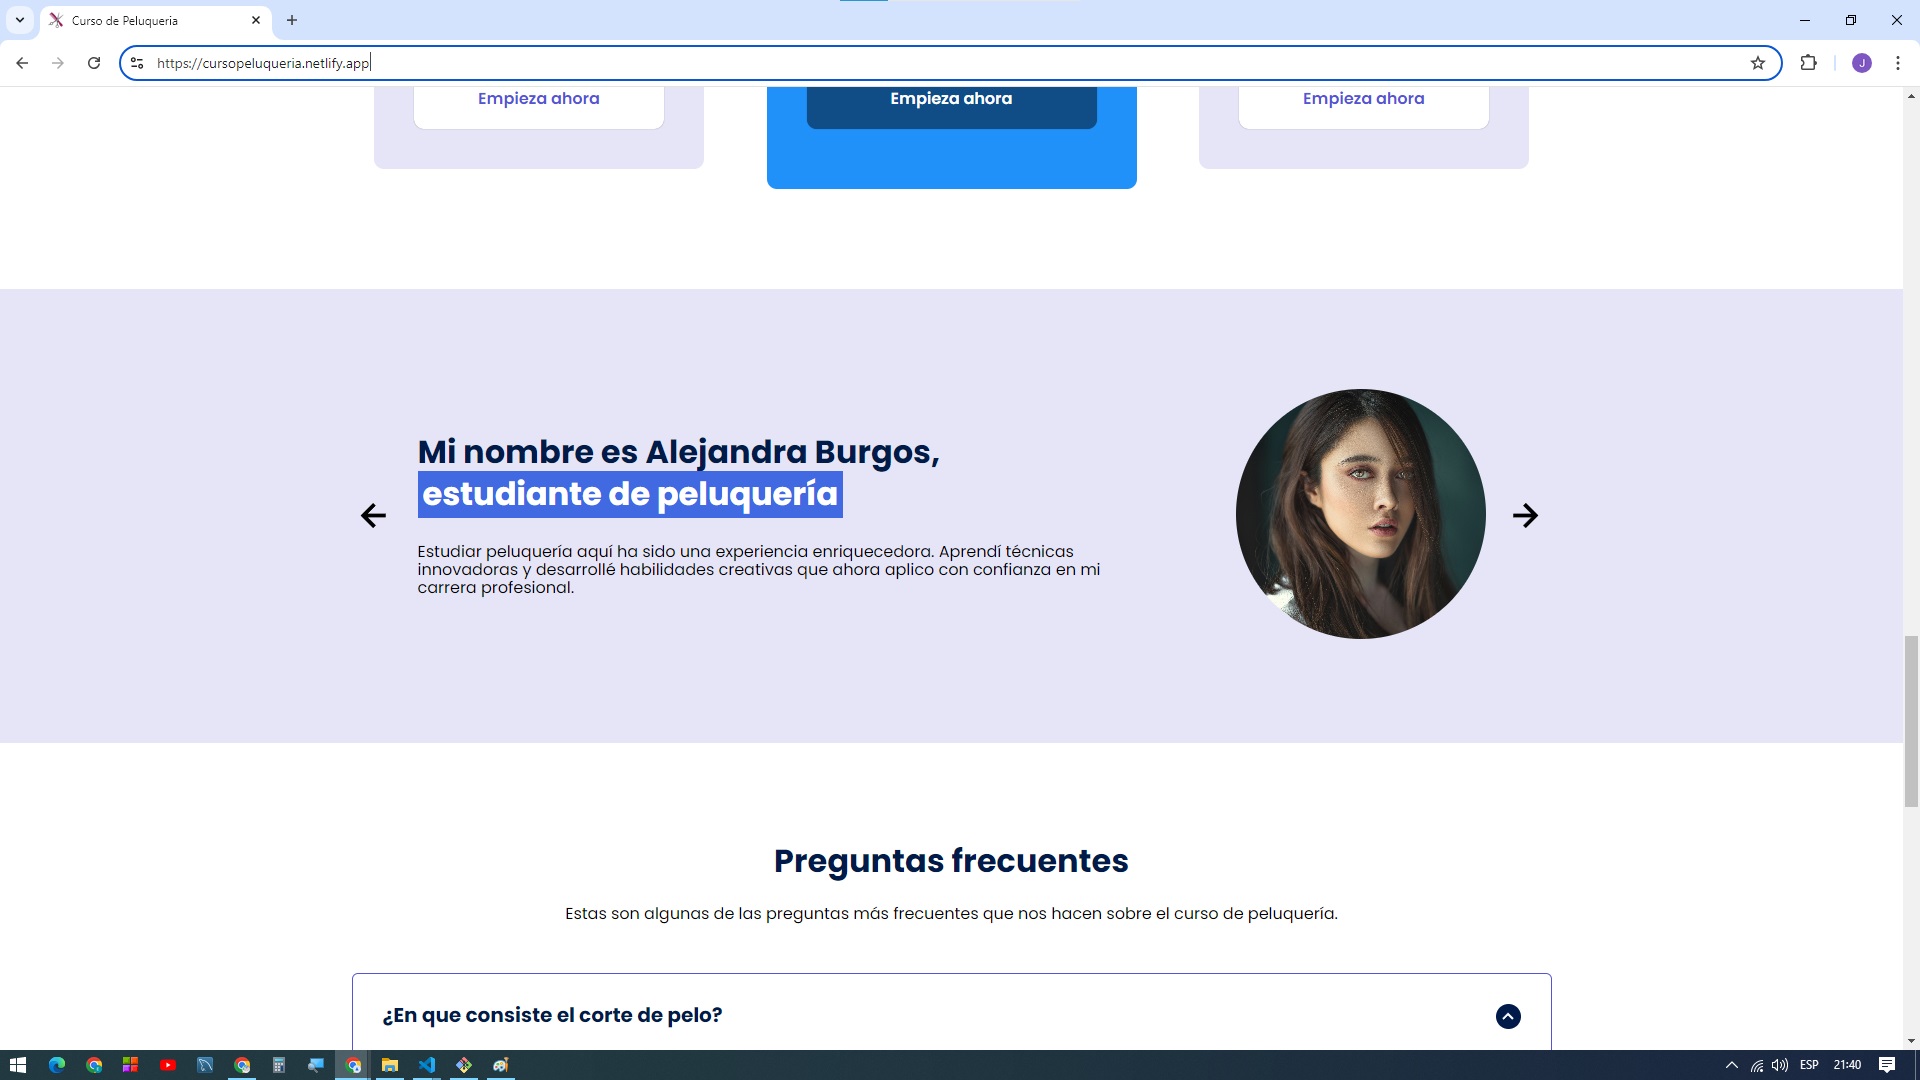 Curso de Peluqueria
https://cursopeluqueria.netlify.app
J
Empieza ahora
Empieza ahora
Empieza ahora
Mi nombre es Alejandra Burgos,
estudiante de peluquería
Estudiar peluquería aquí ha sido una experiencia enriquecedora. Aprendí técnicas
innovadoras y desarrollé habilidades creativas que ahora aplico con confianza en mi
carrera profesional.
Preguntas frecuentes
Estas son algunas de las preguntas más frecuentes que nos hacen sobre el curso de peluquería.
¿En que consiste el corte de pelo?
ESP
21:40